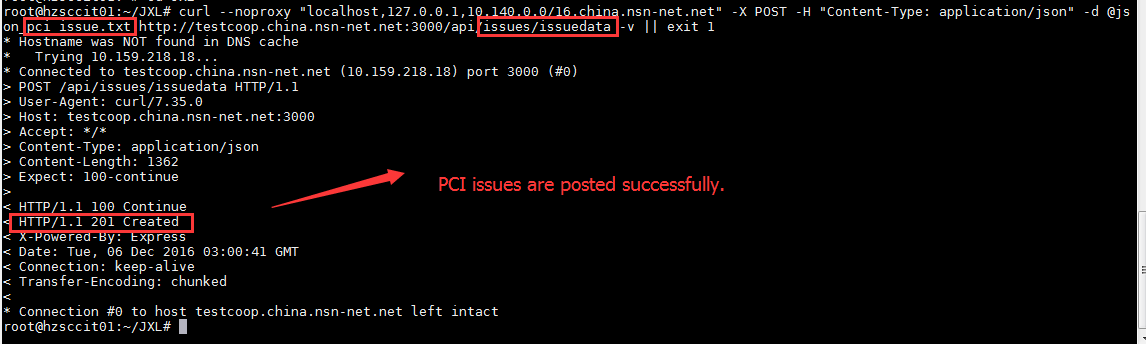 root@hzsccit01:~/JXL# curl --noproxy "localhost,127.0.0.1,10.140.0.0/16.china.nsn-net.net" -X POST -H "Content-Type: application/json" -d @js
on_pci_issue.txt http://testcoop.china.nsn-net.net:3000/api/issues/issuedata -v || exit 1
* Hostname was NOT found in DNS cache
*   Trying 10.159.218.18...
* Connected to testcoop.china.nsn-net.net (10.159.218.18) port 3000 (#0)
> POST /api/issues/issuedata HTTP/1.1
> User-Agent: curl/7.35.0
> Host: testcoop.china.nsn-net.net:3000
> Accept: */*
> Content-Type: application/json
> Content-Length: 1362
> Expect: 100-continue
>
< HTTP/1.1 100 Continue
< HTTP/1.1 201 Created
< X-Powered-By: Express
< Date: Tue, 06 Dec 2016 03:00:41 GMT
< Connection: keep-alive
< Transfer-Encoding: chunked
<
* Connection #0 to host testcoop.china.nsn-net.net left intact
root@hzsccit01:~/JXL#
PCI issues are posted successfully.